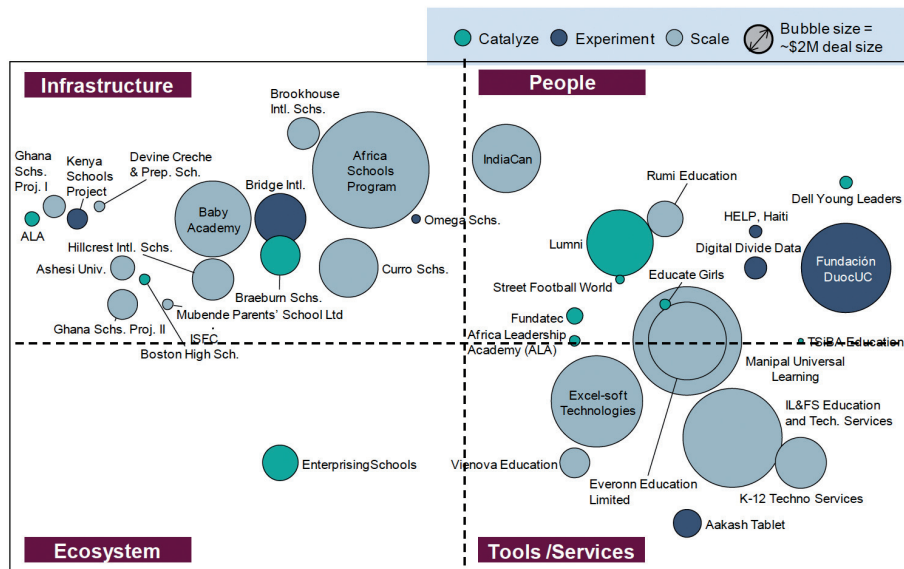 Catalyze
Experiment
Scale
Bubble size =
~$2M deal size
Infrastructure
People
Brookhouse
Intl. Schs.
Ghana
Schs.
Proj. I
Kenya
Schools
Project
Devine Creche
& Prep. Sch.
Africa
Schools
Program
IndiaCan
Rumi Education
Dell Young Leaders
Bridge Intl.
Baby
Academy
Omega Schs.
ALA
HELP, Haiti
Lumni
Digital Divide Data
Hillcrest Intl. Schs.
Ashesi Univ.
Curro Schs.
Fundación
DuocUC
Educate Girls
Street Football World
Braeburn Schs.
Mubende Parents’ School Ltd
Ghana Schs. Proj. II
ISEC
Boston High Sch.
Fundatec
Africa Leadership
Academy (ALA)
TSiBA Education
Manipal Universal
Learning
Excel-soft
Technologies
IL&FS Education
and Tech. Services
EnterprisingSchools
Vienova Education
Everonn Education
Limited
K-12 Techno Services
Aakash Tablet
Ecosystem
Tools /Services